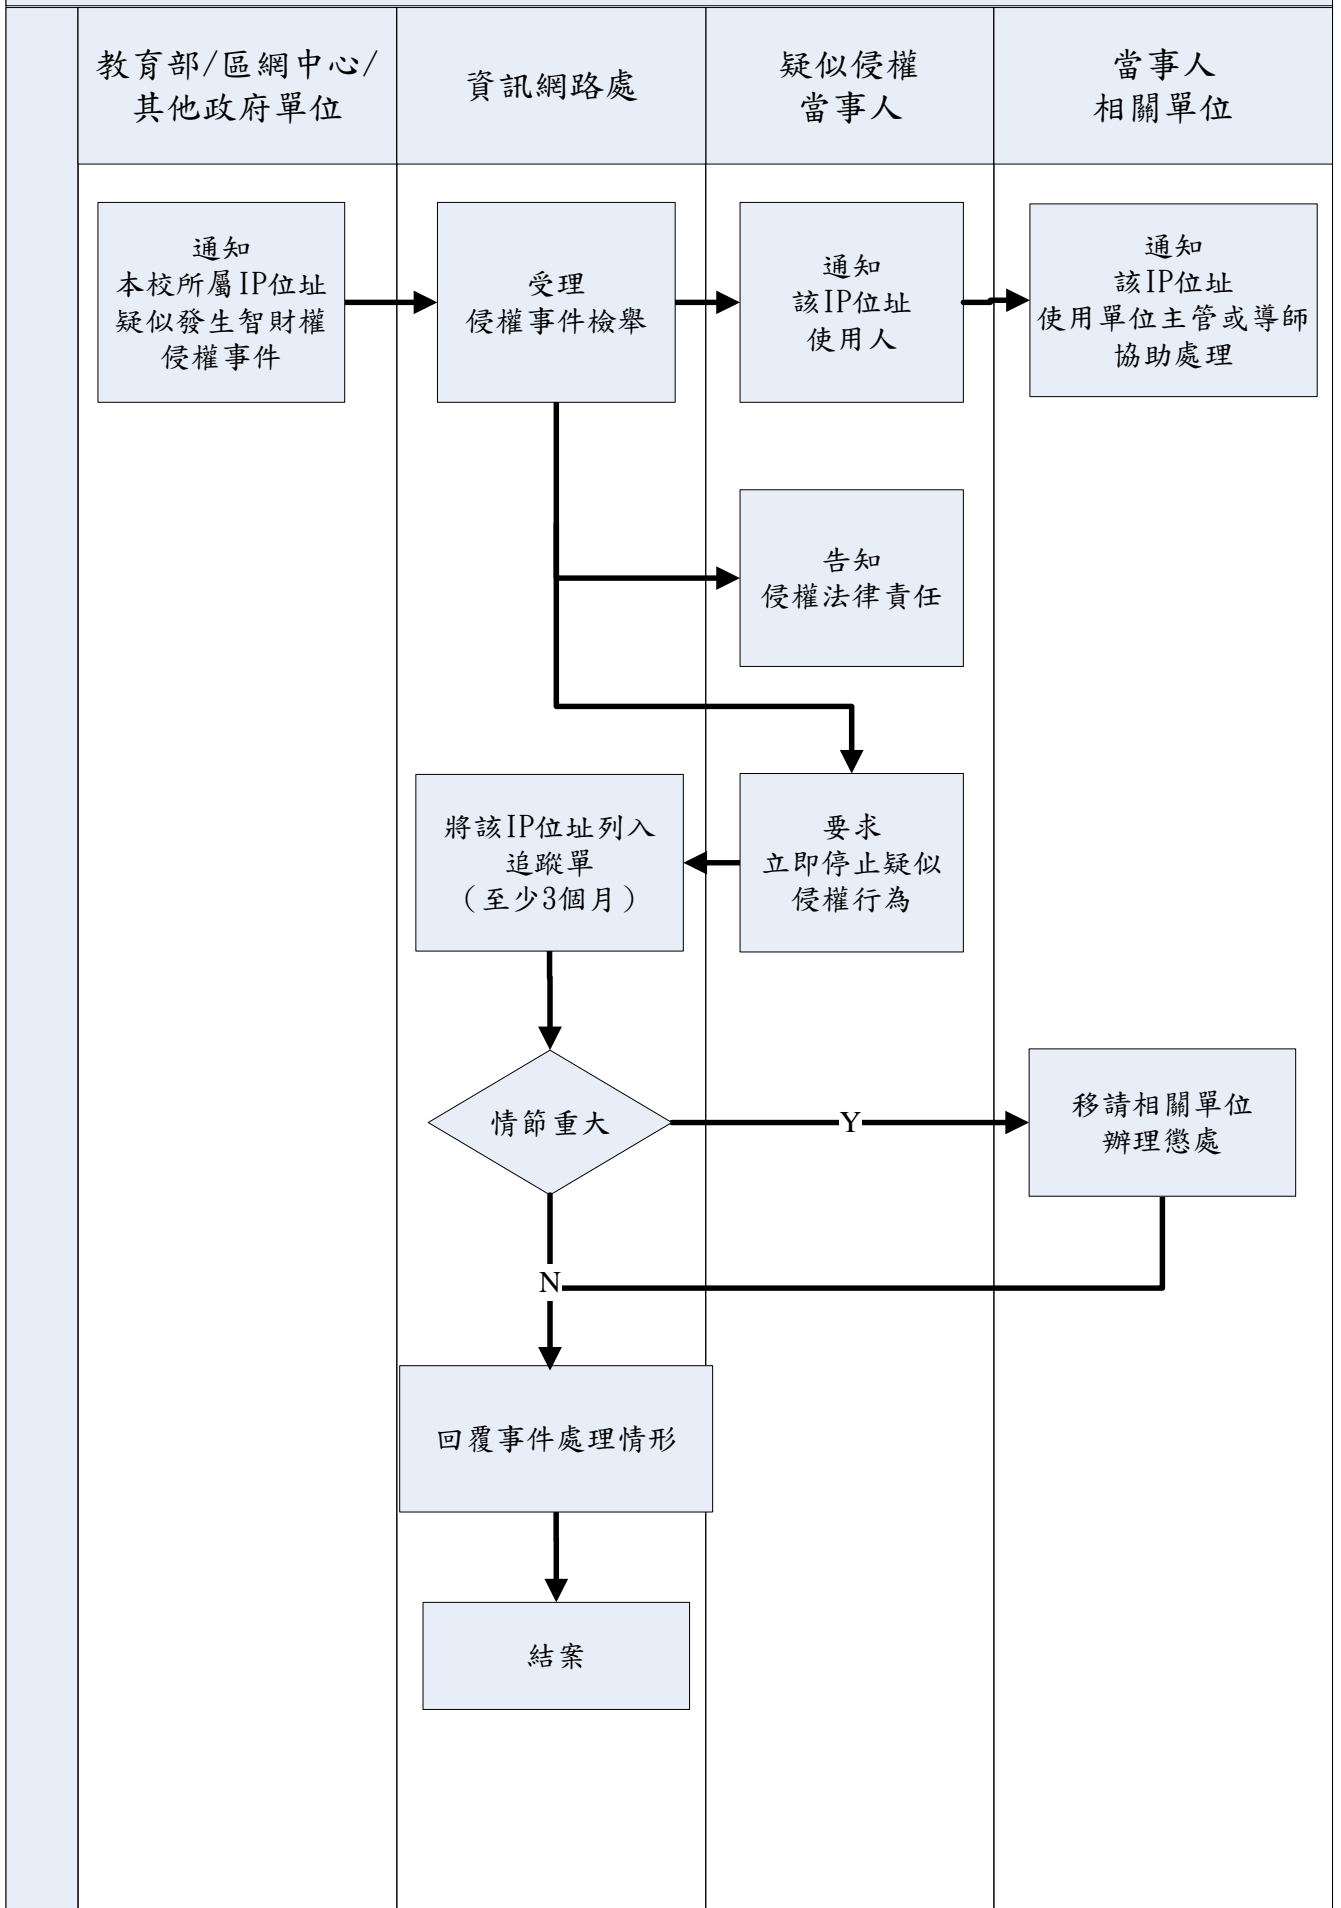 教育部/區網中心/
其他政府單位
資訊網路處
疑似侵權
當事人
當事人
相關單位
通知
本校所屬IP位址
疑似發生智財權
侵權事件
受理
侵權事件檢舉
通知
該IP位址
使用人
通知
該IP位址
使用單位主管或導師
協助處理
告知
侵權法律責任
將該IP位址列入
追蹤單
（至少3個月）
要求
立即停止疑似
侵權行為
情節重大
Y
移請相關單位
辦理懲處
N
回覆事件處理情形
結案